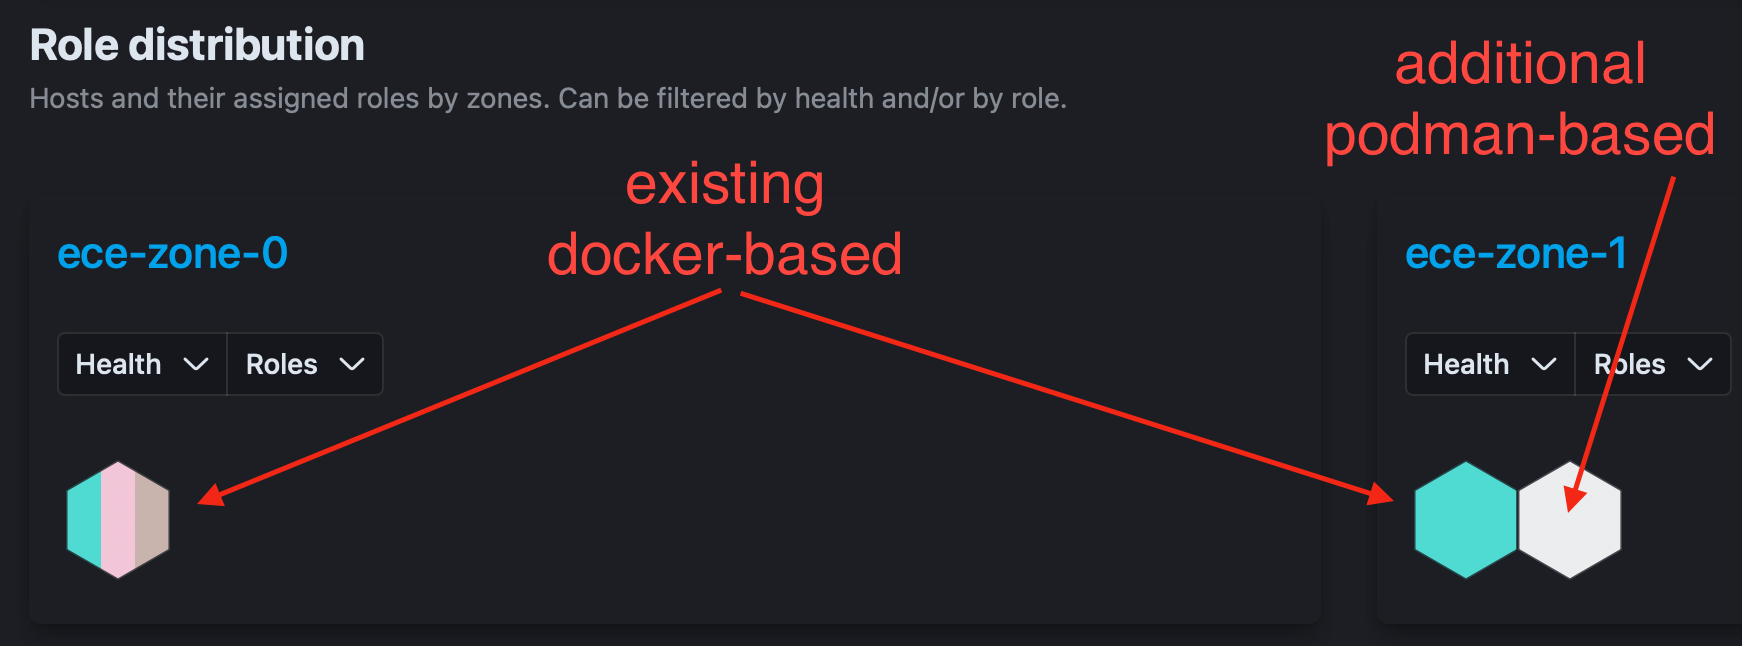 Role distribution
Hosts and their assigned roles by zones. Can be filtered by health and/or by role.
additional
podman-based
existing
docker-based
ece-zone-0
Health
Roles
ece-zone-1
Health
Roles